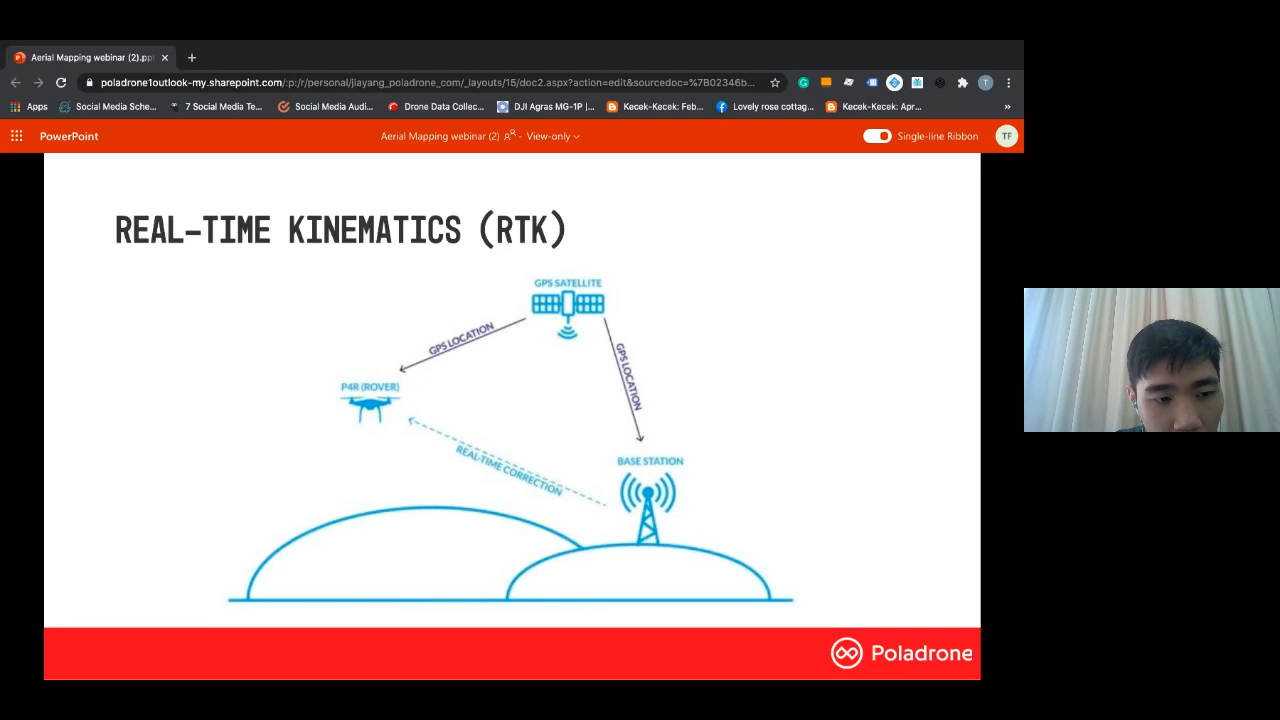 Aerial Mapping webinar (2).ppt
poladrone1outlook-my.sharepoint.com/:p:/r/personal/jiayang_poladrone_com/_layouts/15/doc2.aspx?action=edit&sourcedoc=%7B02346b...
T
Apps
Social Media Sche...
7 Social Media Te...
Social Media Audi...
Drone Data Collec...
DJI Agras MG-1P |...
Kecek-Kecek: Feb...
Lovely rose cottag...
Kecek-Kecek: Apr...
»
PowerPoint
Aerial Mapping webinar (2) - View-only
Single-line Ribbon
TF
REAL-TIME KINEMATICS (RTK)
GPS SATELLITE
GPS LOCATION
GPS LOCATION
P4R (ROVER)
REAL-TIME CORRECTION
BASE STATION
Poladrone